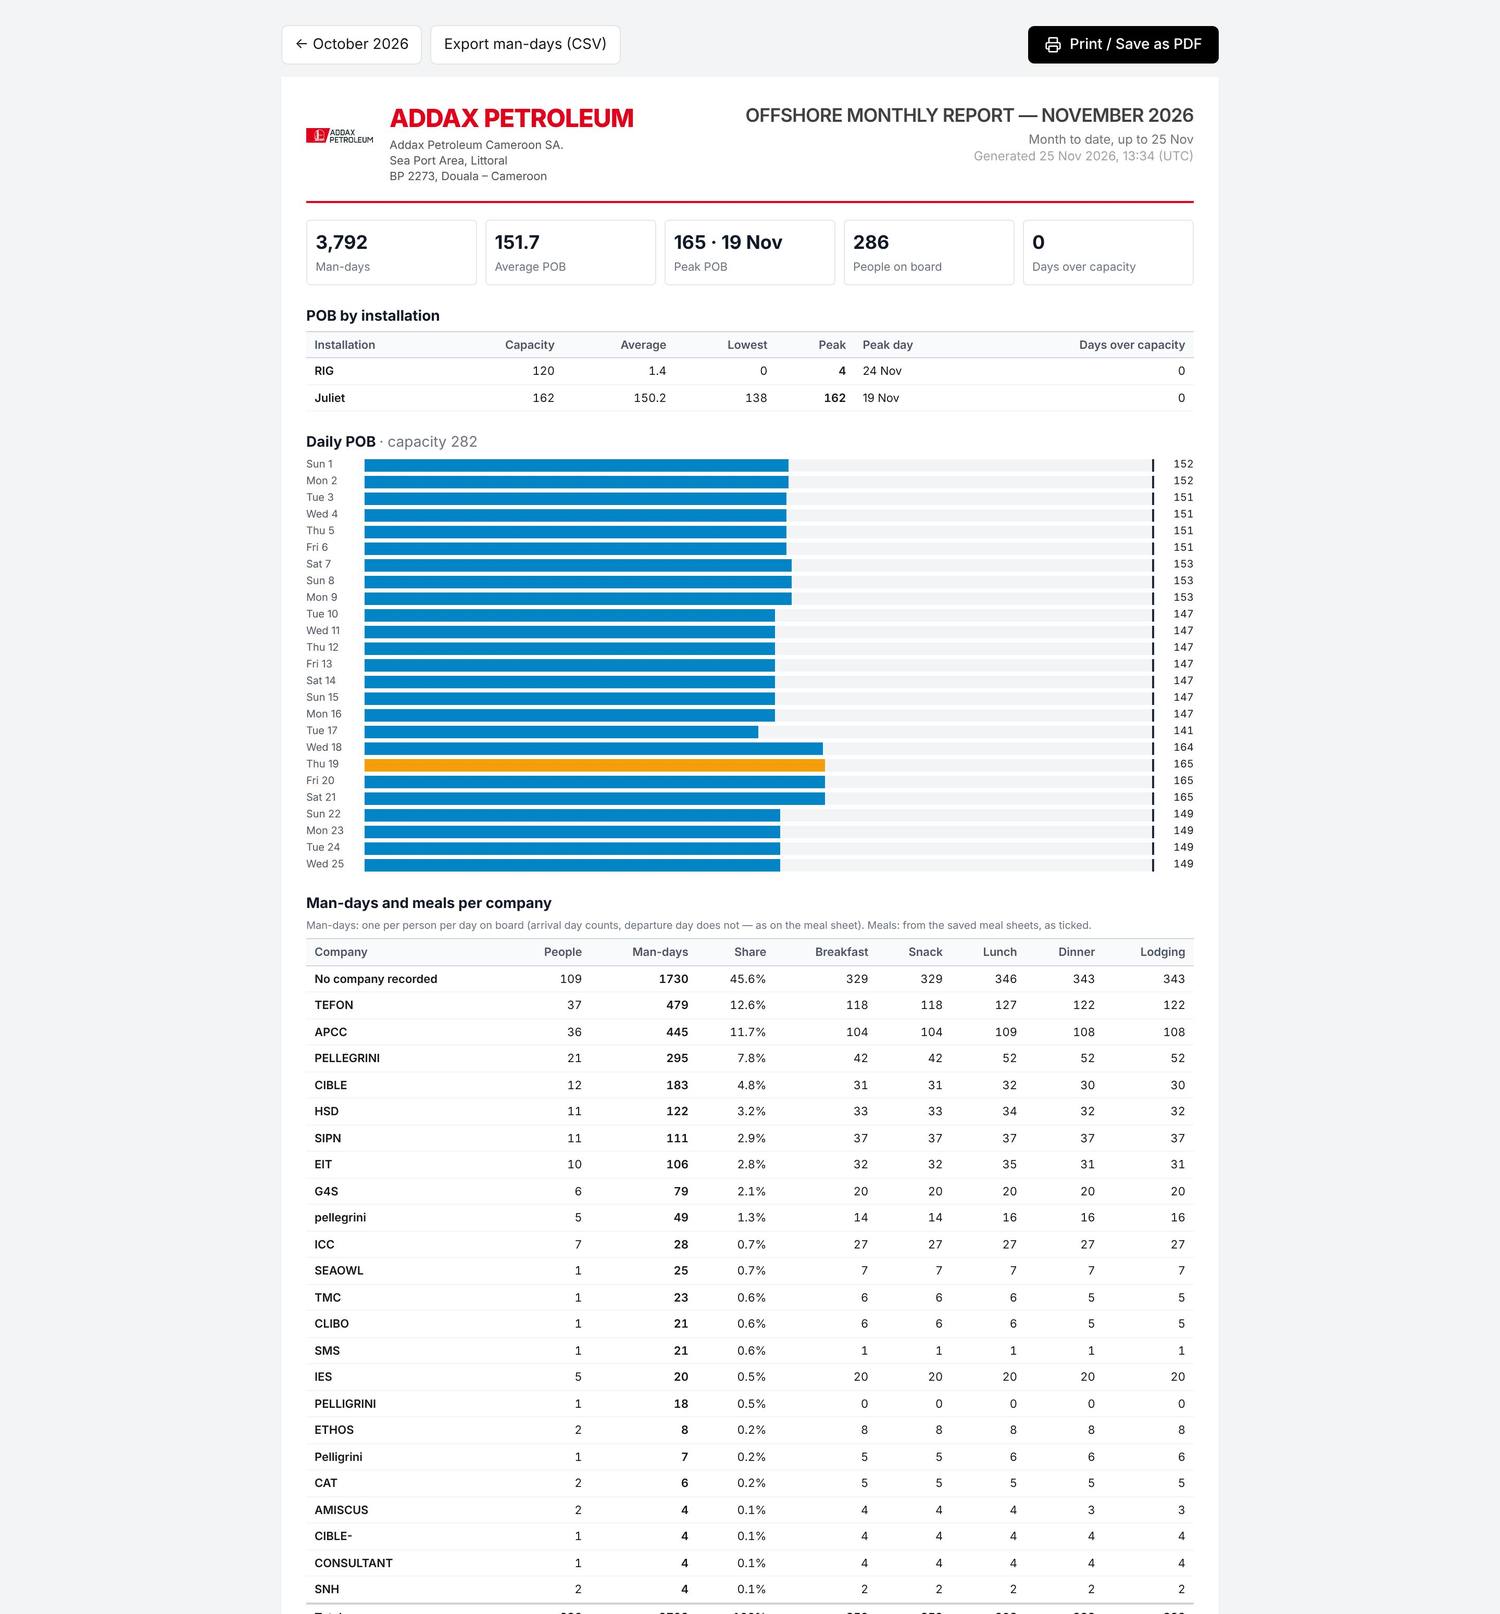 ← October 2026
Export man-days (CSV)
Print / Save as PDF
ADDAX
PETROLEUM
ADDAX PETROLEUM
Addax Petroleum Cameroon SA.
Sea Port Area, Littoral
BP 2273, Douala – Cameroon
OFFSHORE MONTHLY REPORT — NOVEMBER 2026
Month to date, up to 25 Nov
Generated 25 Nov 2026, 13:34 (UTC)
3,792
Man-days
151.7
Average POB
165 · 19 Nov
Peak POB
286
People on board
0
Days over capacity
POB by installation
Installation Capacity Average Lowest Peak Peak day Days over capacity
RIG 120 1.4 0 4 24 Nov 0
Juliet 162 150.2 138 162 19 Nov 0
Daily POB · capacity 282
Sun 1 152
Mon 2 152
Tue 3 151
Wed 4 151
Thu 5 151
Fri 6 151
Sat 7 153
Sun 8 153
Mon 9 153
Tue 10 147
Wed 11 147
Thu 12 147
Fri 13 147
Sat 14 147
Sun 15 147
Mon 16 147
Tue 17 141
Wed 18 164
Thu 19 165
Fri 20 165
Sat 21 165
Sun 22 149
Mon 23 149
Tue 24 149
Wed 25 149
Man-days and meals per company
Man-days: one per person per day on board (arrival day counts, departure day does not — as on the meal sheet). Meals: from the saved meal sheets, as ticked.
Company People Man-days Share Breakfast Snack Lunch Dinner Lodging
No company recorded 109 1730 45.6% 329 329 346 343 343
TEFON 37 479 12.6% 118 118 127 122 122
APCC 36 445 11.7% 104 104 109 108 108
PELLEGRINI 21 295 7.8% 42 42 52 52 52
CIBLE 12 183 4.8% 31 31 32 30 30
HSD 11 122 3.2% 33 33 34 32 32
SIPN 11 111 2.9% 37 37 37 37 37
EIT 10 106 2.8% 32 32 35 31 31
G4S 6 79 2.1% 20 20 20 20 20
pellegrini 5 49 1.3% 14 14 16 16 16
ICC 7 28 0.7% 27 27 27 27 27
SEAOWL 1 25 0.7% 7 7 7 7 7
TMC 1 23 0.6% 6 6 6 5 5
CLIBO 1 21 0.6% 6 6 6 5 5
SMS 1 21 0.6% 1 1 1 1 1
IES 5 20 0.5% 20 20 20 20 20
PELLIGRINI 1 18 0.5% 0 0 0 0 0
ETHOS 2 8 0.2% 8 8 8 8 8
Pelligrini 1 7 0.2% 5 5 6 6 6
CAT 2 6 0.2% 5 5 5 5 5
AMISCUS 2 4 0.1% 4 4 4 3 3
CIBLE- 1 4 0.1% 4 4 4 4 4
CONSULTANT 1 4 0.1% 4 4 4 4 4
SNH 2 4 0.1% 2 2 2 2 2